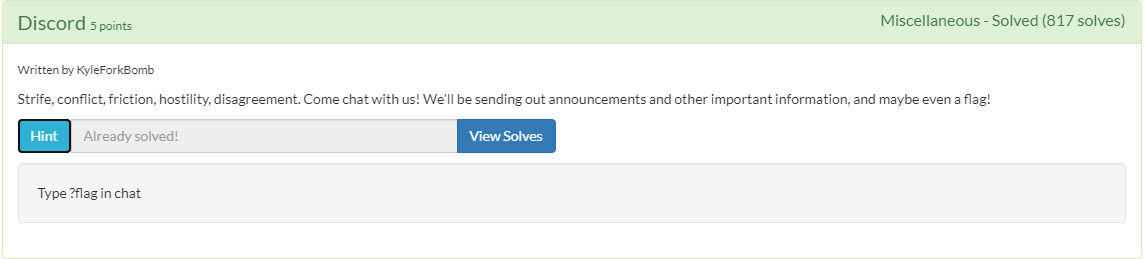 Discord 5 points
Miscellaneous - Solved (817 solves)
Written by KyleForkBomb
Strife, conflict, friction, hostility, disagreement. Come chat with us! We'll be sending out announcements and other important information, and maybe even a flag!
Hint Already solved! View Solves
Type ?flag in chat